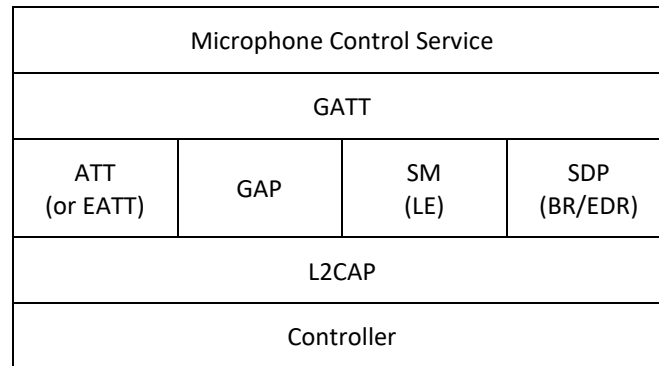 Microphone Control Service
GATT
ATT
(or EATT)
GAP
SM
(LE)
SDP
(BR/EDR)
L2CAP
Controller